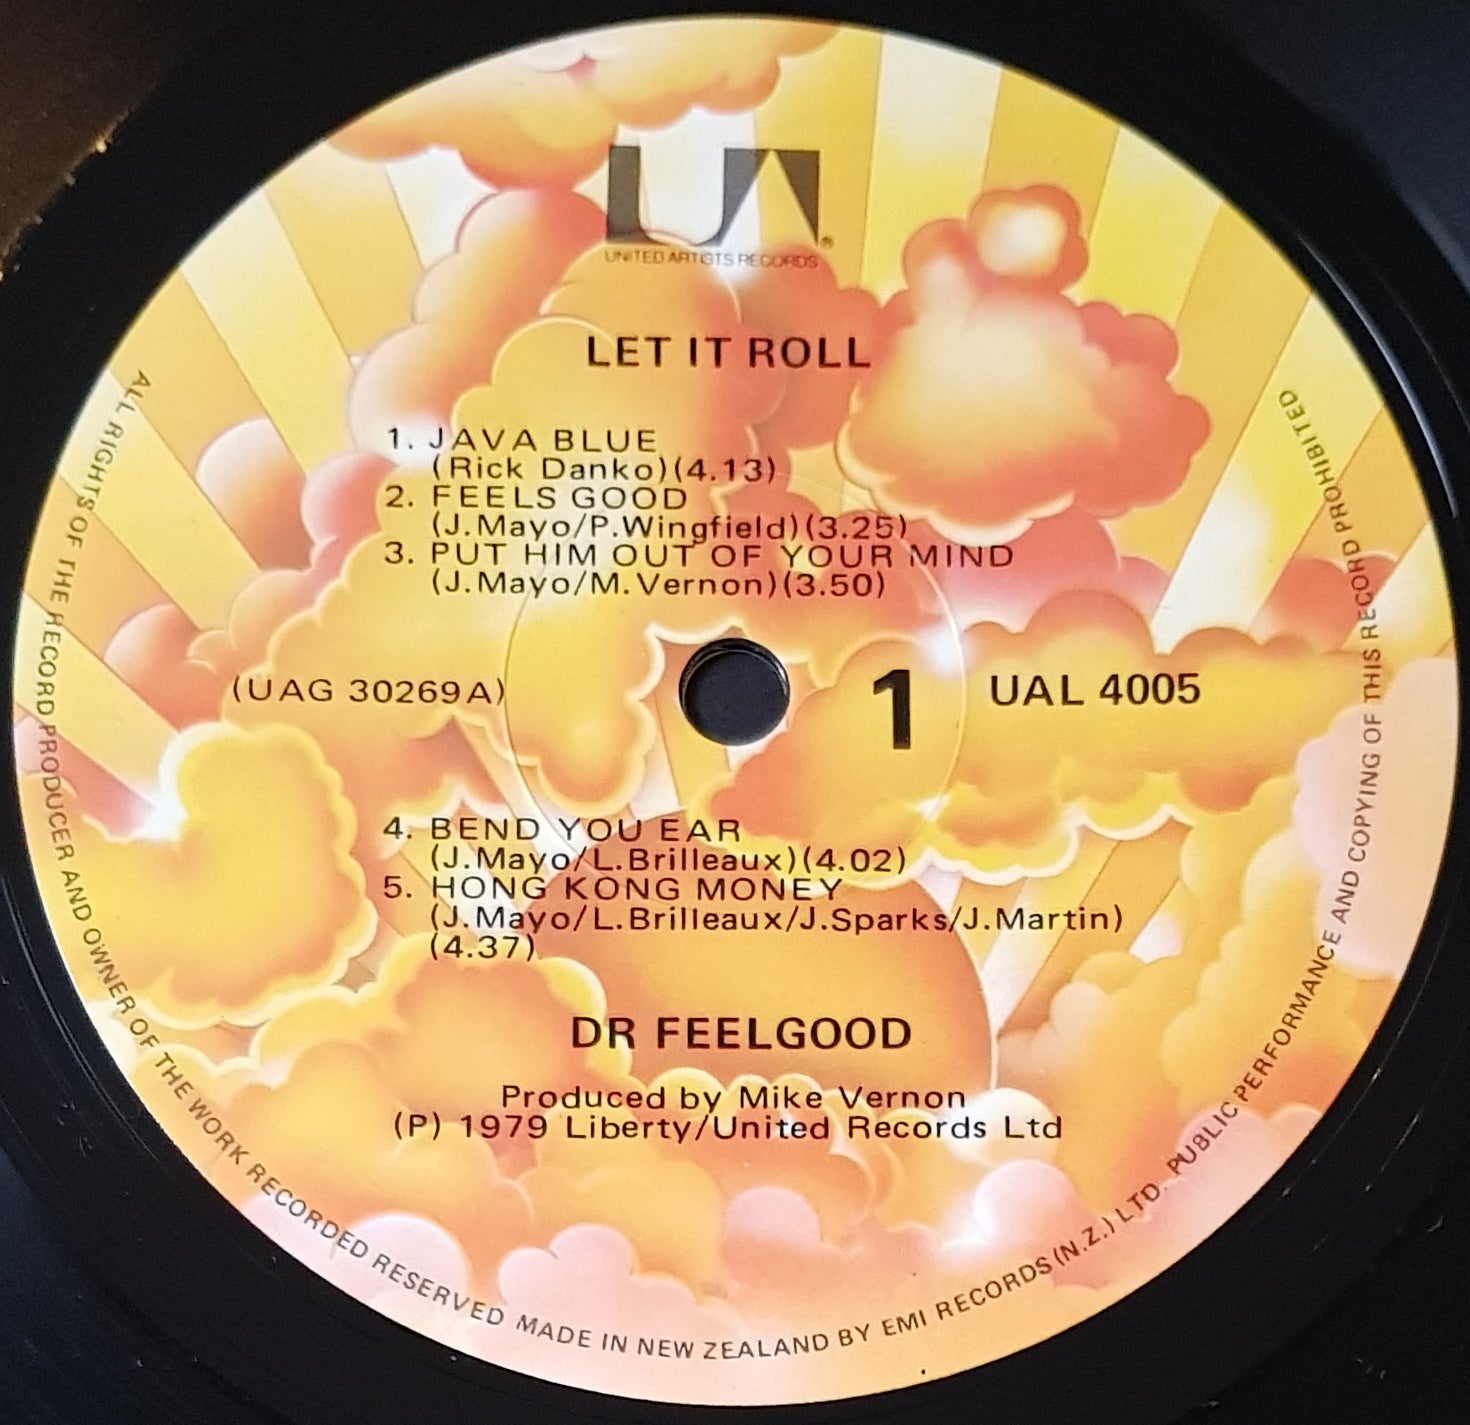 UA®
UNITED ARTISTS RECORDS
LET IT ROLL
1. JAVA BLUE
(Rick Danko)(4.13)
2. FEELS GOOD
(J.Mayo/P.Wingfield)(3.25)
3. PUT HIM OUT OF YOUR MIND
(J.Mayo/M.Vernon)(3.50)
(UAG 30269A)
1
UAL 4005
4. BEND YOU EAR
(J.Mayo/L.Brilleaux)(4.02)
5. HONG KONG MONEY
(J.Mayo/L.Brilleaux/J.Sparks/J.Martin)
(4.37)
DR FEELGOOD
Produced by Mike Vernon
(P) 1979 Liberty/United Records Ltd
ALL RIGHTS OF THE RECORD PRODUCER AND OWNER OF THE WORK RECORDED RESERVED MADE IN NEW ZEALAND BY EMI RECORDS (N.Z.) LTD. PUBLIC PERFORMANCE AND COPYING OF THIS RECORD PROHIBITED